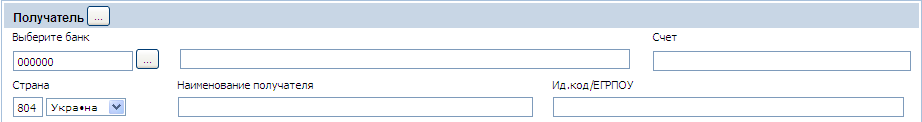 Получатель ...
Выберите банк Счет
000000 ...
Страна Наименование получателя Ид.код/ЕГРПОУ
804 Укра•на